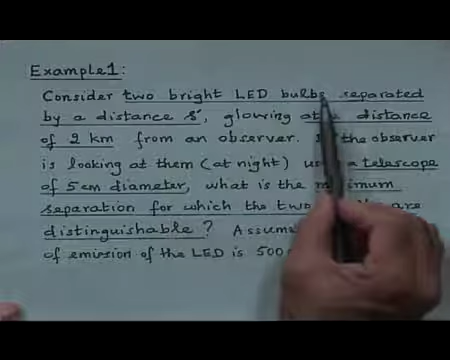 Example 1:
Consider two bright LED bulbs separated
by a distance 's', glowing at distance
of 2 km from an observer. the observer
is looking at them (at night) a telescope
of 5 cm diameter, what is the minimum
separation for which the two are
distinguishable? Assume
of emission of the LED is 500